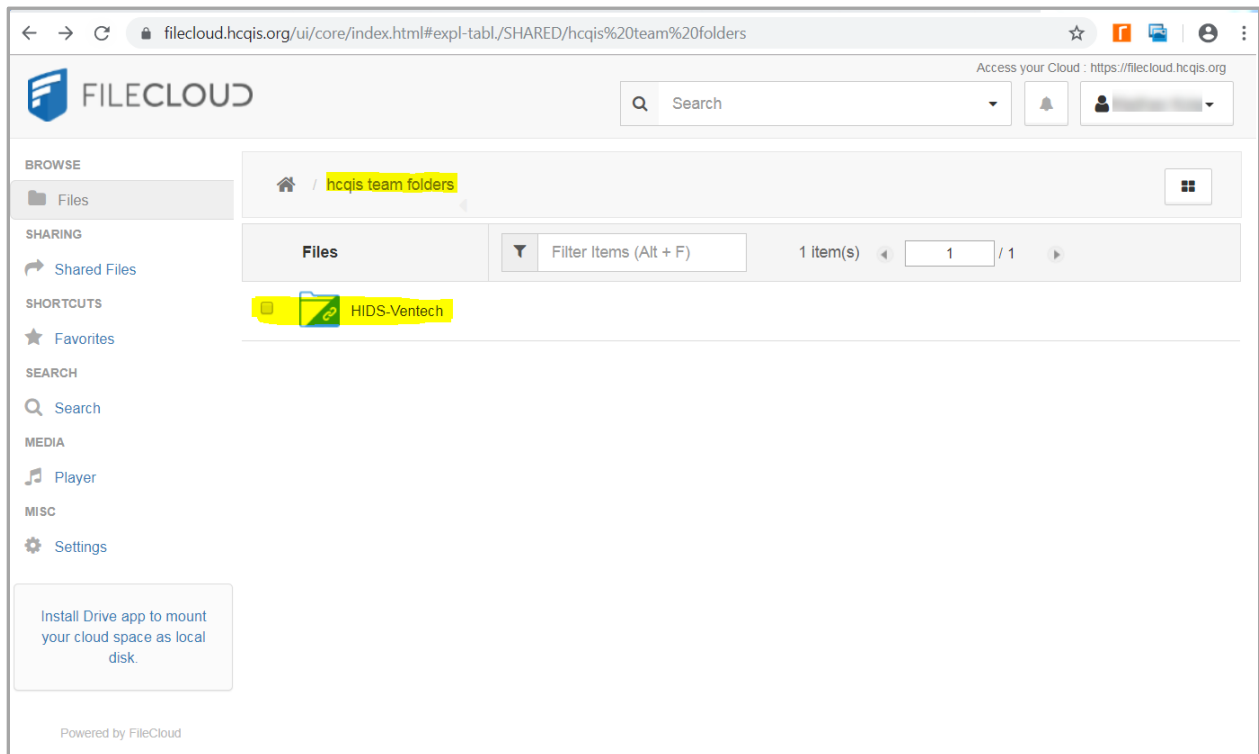 filecloud.hcqis.org/ui/core/index.html#expl-tabl./SHARED/hcqis%20team%20folders
Access your Cloud : https://filecloud.hcqis.org
FILECLOUD
Search
BROWSE
Files
SHARING
Shared Files
SHORTCUTS
Favorites
SEARCH
Search
MEDIA
Player
MISC
Settings
Install Drive app to mount
your cloud space as local
disk.
Powered by FileCloud
/ hcqis team folders
Files
Filter Items (Alt + F)
1 item(s)
1
/ 1
HIDS-Ventech